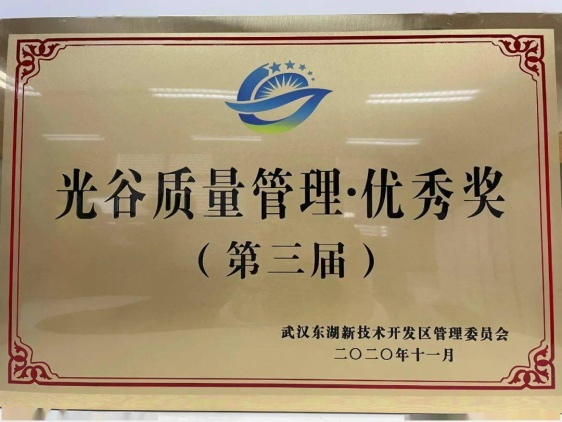 光谷质量管理·优秀奖
（第三届）
武汉东湖新技术开发区管理委员会
二〇二〇年十一月